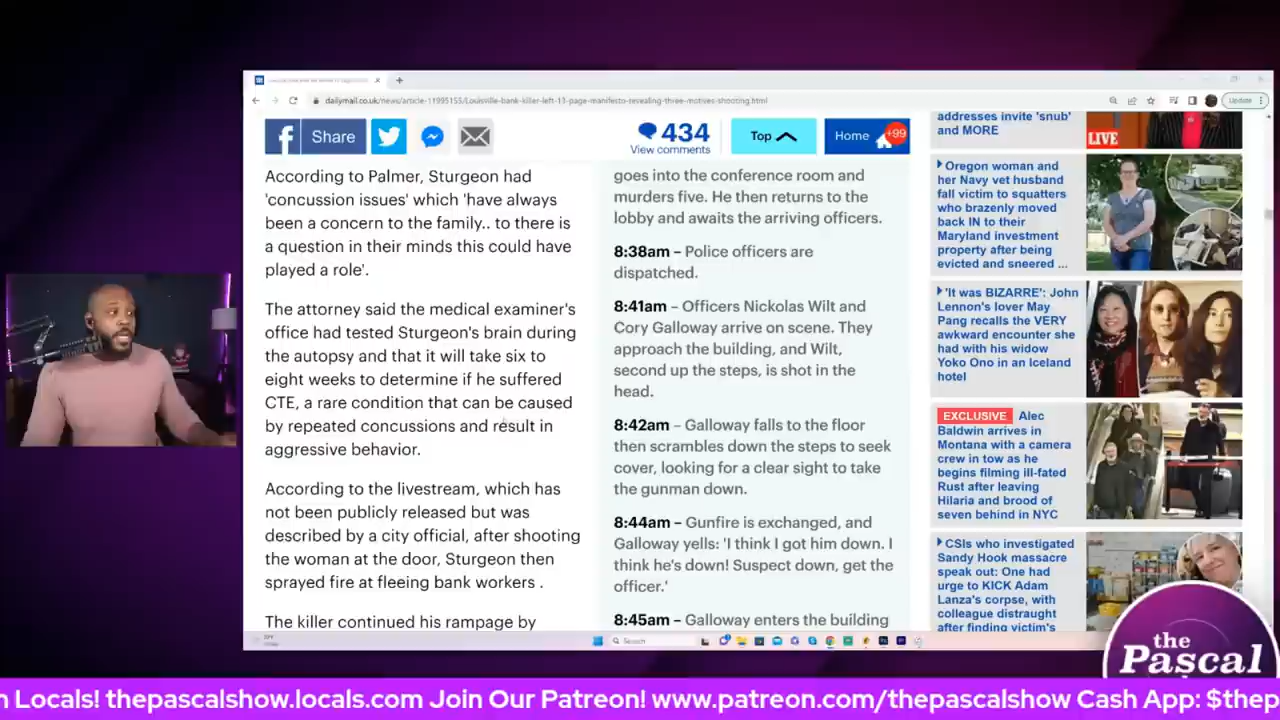 dailymail.co.uk/news/article-11995153/Louisville-bank-killer-left-13-page-manifesto-revealing-three-motives-shooting.html
Update
f Share
434
View comments
Top
Home
+99
According to Palmer, Sturgeon had
'concussion issues' which 'have always
been a concern to the family.. to there is
a question in their minds this could have
played a role'.
The attorney said the medical examiner's
office had tested Sturgeon's brain during
the autopsy and that it will take six to
eight weeks to determine if he suffered
CTE, a rare condition that can be caused
by repeated concussions and result in
aggressive behavior.
According to the livestream, which has
not been publicly released but was
described by a city official, after shooting
the woman at the door, Sturgeon then
sprayed fire at fleeing bank workers .
The killer continued his rampage by
goes into the conference room and
murders five. He then returns to the
lobby and awaits the arriving officers.
8:38am – Police officers are
dispatched.
8:41am – Officers Nickolas Wilt and
Cory Galloway arrive on scene. They
approach the building, and Wilt,
second up the steps, is shot in the
head.
8:42am – Galloway falls to the floor
then scrambles down the steps to seek
cover, looking for a clear sight to take
the gunman down.
8:44am – Gunfire is exchanged, and
Galloway yells: 'I think I got him down. I
think he's down! Suspect down, get the
officer.'
8:45am – Galloway enters the building
addresses invite 'snub'
and MORE
LIVE
Oregon woman and
her Navy vet husband
fall victim to squatters
who brazenly moved
back IN to their
Maryland investment
property after being
evicted and sneered ...
'It was BIZARRE': John
Lennon's lover May
Pang recalls the VERY
awkward encounter she
had with his widow
Yoko Ono in an Iceland
hotel
EXCLUSIVE Alec
Baldwin arrives in
Montana with a camera
crew in tow as he
begins filming ill-fated
Rust after leaving
Hilaria and brood of
seven behind in NYC
CSIs who investigated
Sandy Hook massacre
speak out: One had
urge to KICK Adam
Lanza's corpse, with
colleague distraught
after finding victim's
Search
the
Pascal
n Locals! thepascalshow.locals.com Join Our Patreon! www.patreon.com/thepascalshow Cash App: $thep